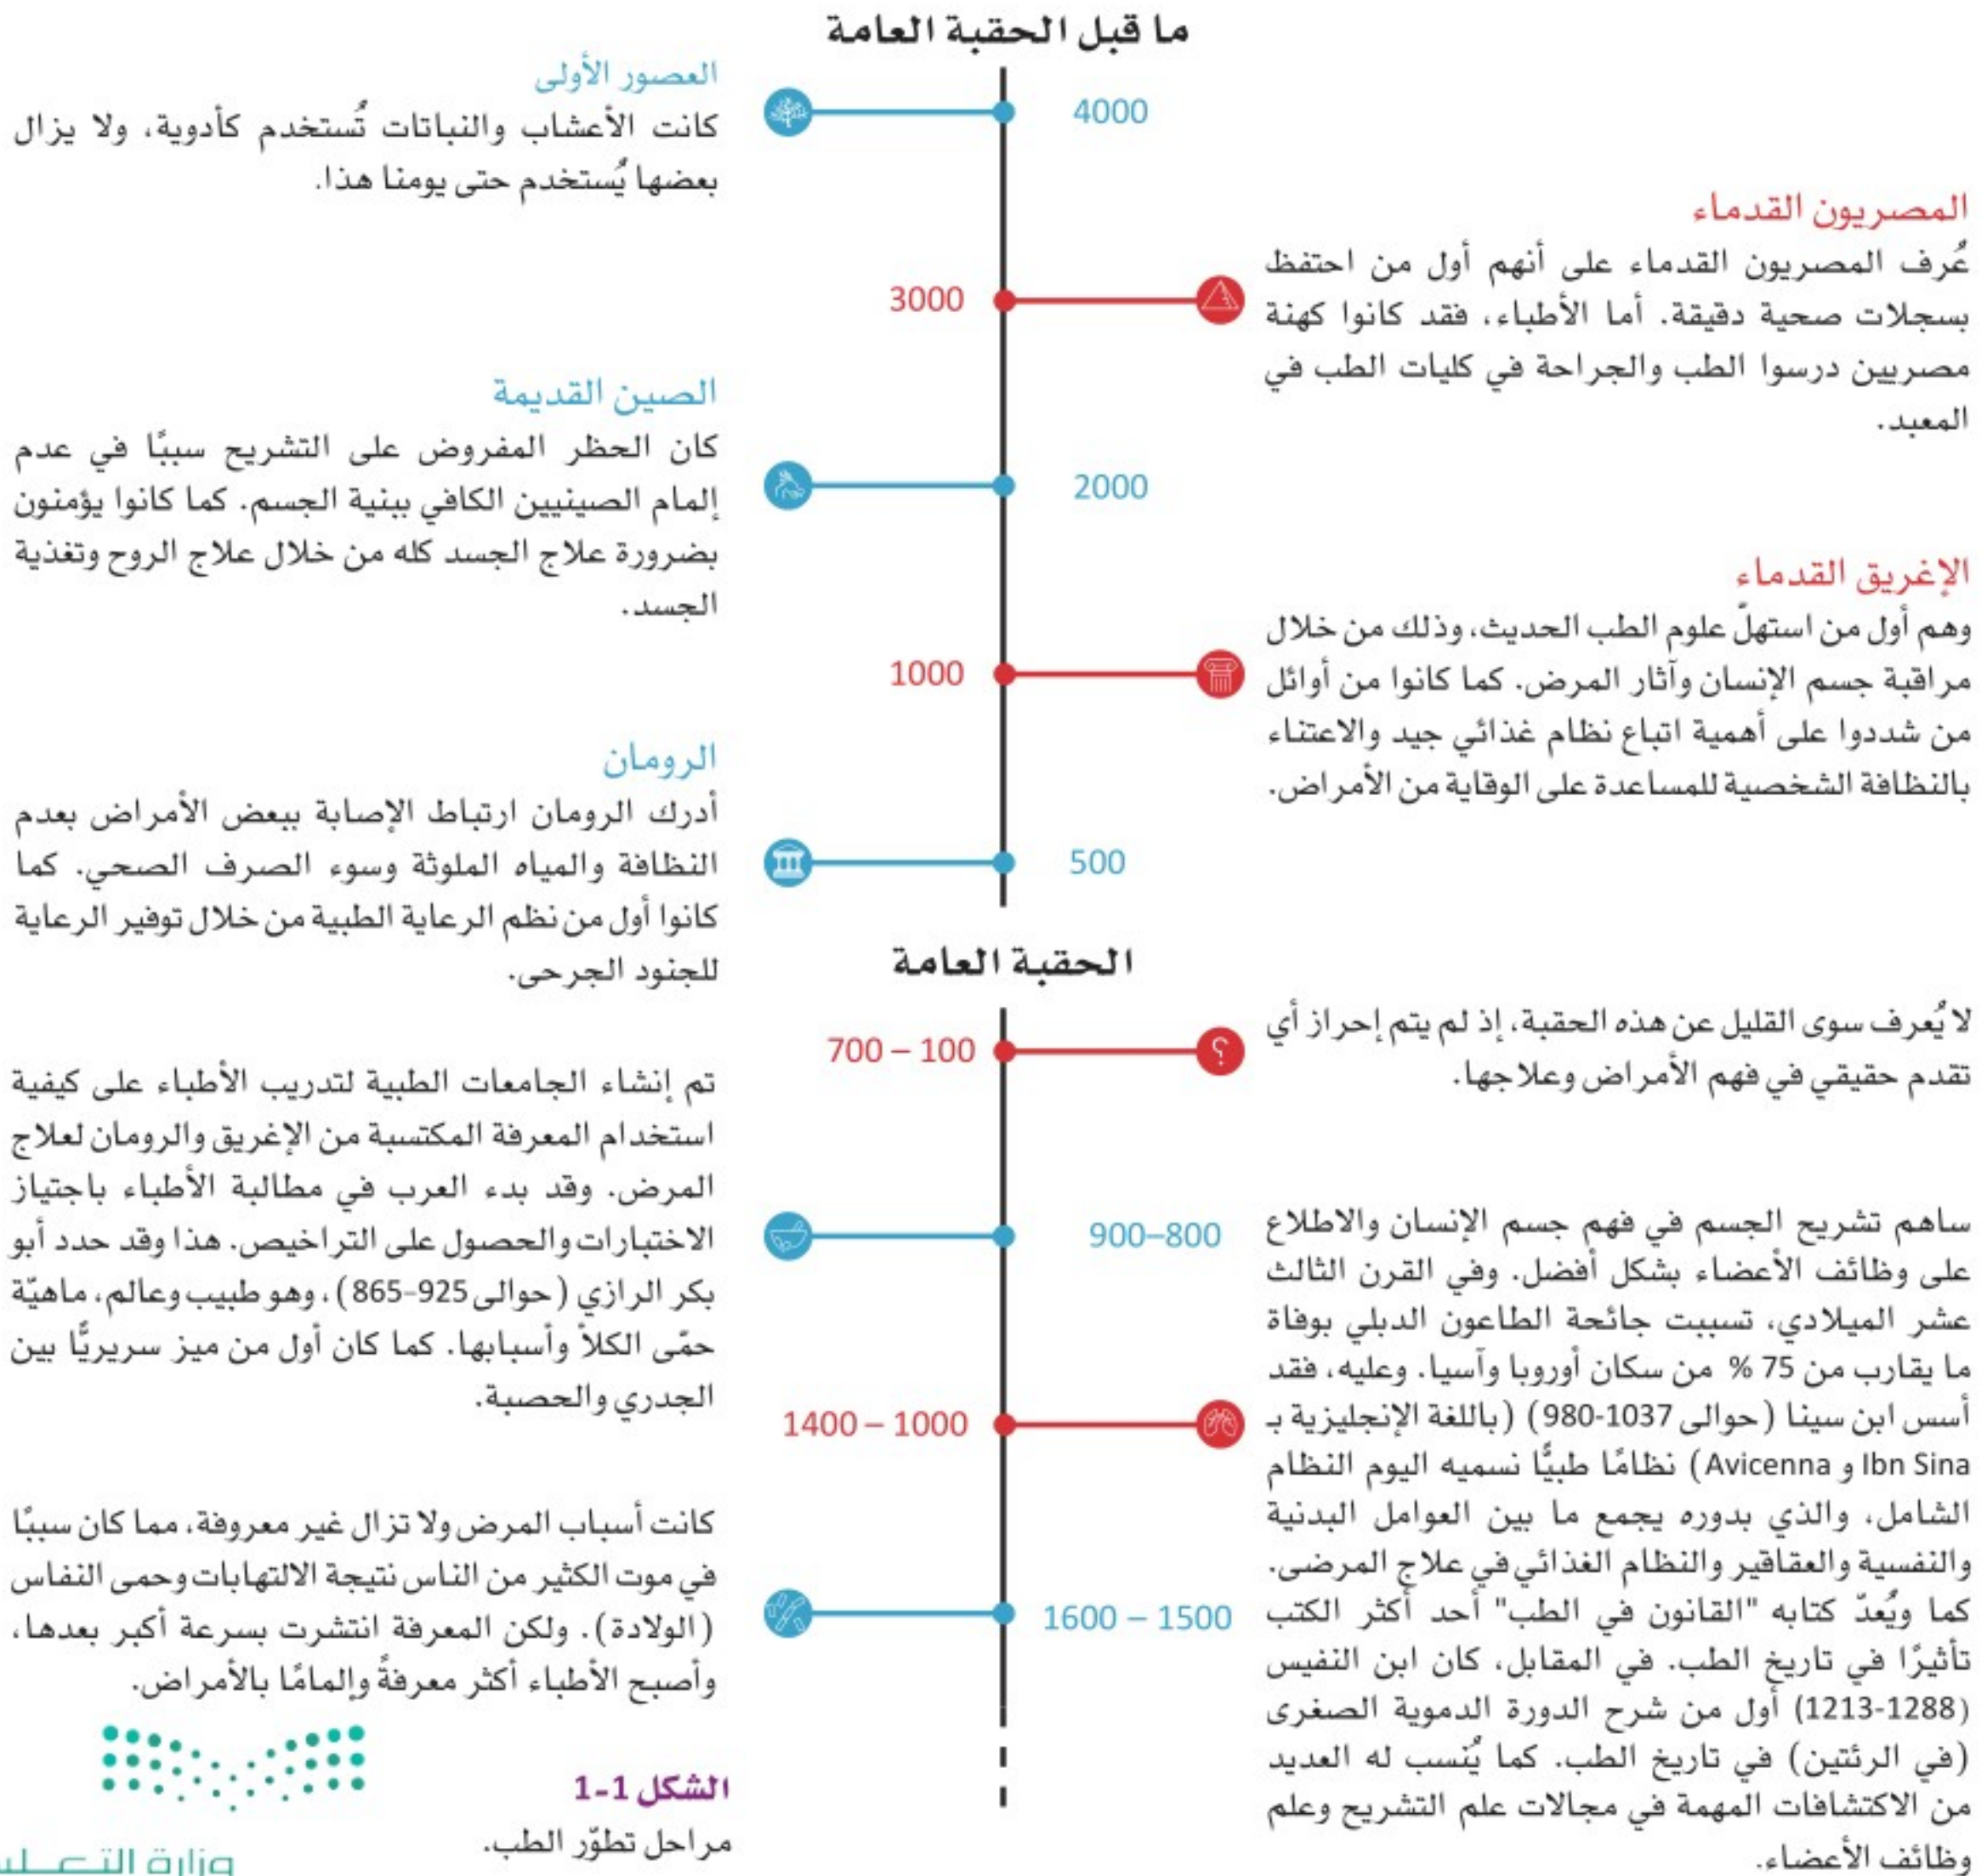 ما قبل الحقبة العامة
4000
العصور الأولى
كانت الأعشاب والنباتات تُستخدم كأدوية، ولا يزال
بعضها يُستخدم حتى يومنا هذا.
المصريون القدماء
عُرف المصريون القدماء على أنهم أول من احتفظ
بسجلات صحية دقيقة. أما الأطباء، فقد كانوا كهنة
مصريين درسوا الطب والجراحة في كليات الطب في
المعبد.
3000
الصين القديمة
كان الحظر المفروض على التشريح سببًا في عدم
إلمام الصينيين الكافي ببنية الجسم. كما كانوا يؤمنون
بضرورة علاج الجسد كله من خلال علاج الروح وتغذية
الجسد.
2000
الإغريق القدماء
وهم أول من استهلّ علوم الطب الحديث، وذلك من خلال
مراقبة جسم الإنسان وآثار المرض. كما كانوا من أوائل
من شددوا على أهمية اتباع نظام غذائي جيد والاعتناء
بالنظافة الشخصية للمساعدة على الوقاية من الأمراض.
1000
الرومان
أدرك الرومان ارتباط الإصابة ببعض الأمراض بعدم
النظافة والمياه الملوثة وسوء الصرف الصحي. كما
كانوا أول من نظم الرعاية الطبية من خلال توفير الرعاية
للجنود الجرحى.
500
الحقبة العامة
لا يُعرف سوى القليل عن هذه الحقبة، إذ لم يتم إحراز أي
تقدم حقيقي في فهم الأمراض وعلاجها.
؟
700 – 100
تم إنشاء الجامعات الطبية لتدريب الأطباء على كيفية
استخدام المعرفة المكتسبة من الإغريق والرومان لعلاج
المرض. وقد بدء العرب في مطالبة الأطباء باجتياز
الاختبارات والحصول على التراخيص. هذا وقد حدد أبو
بكر الرازي (حوالى 925-865)، وهو طبيب وعالم، ماهيّة
حمّى الكلأ وأسبابها. كما كان أول من ميز سريريًّا بين
الجدري والحصبة.
900–800
ساهم تشريح الجسم في فهم جسم الإنسان والاطلاع
على وظائف الأعضاء بشكل أفضل. وفي القرن الثالث
عشر الميلادي، تسببت جائحة الطاعون الدبلي بوفاة
ما يقارب من 75 % من سكان أوروبا وآسيا. وعليه، فقد
أسس ابن سينا (حوالى 1037-980) (باللغة الإنجليزية بـ
Ibn Sina و Avicenna) نظامًا طبيًّا نسميه اليوم النظام
الشامل، والذي بدوره يجمع ما بين العوامل البدنية
والنفسية والعقاقير والنظام الغذائي في علاج المرضى.
كما ويُعدّ كتابه "القانون في الطب" أحد أكثر الكتب
تأثيرًا في تاريخ الطب. في المقابل، كان ابن النفيس
(1288-1213) أول من شرح الدورة الدموية الصغرى
(في الرئتين) في تاريخ الطب. كما يُنسب له العديد
من الاكتشافات المهمة في مجالات علم التشريح وعلم
وظائف الأعضاء.
1400 – 1000
كانت أسباب المرض ولا تزال غير معروفة، مما كان سببًا
في موت الكثير من الناس نتيجة الالتهابات وحمى النفاس
(الولادة). ولكن المعرفة انتشرت بسرعة أكبر بعدها،
وأصبح الأطباء أكثر معرفةً وإلمامًا بالأمراض.
1600 – 1500
الشكل 1-1
مراحل تطوّر الطب.
وزارة